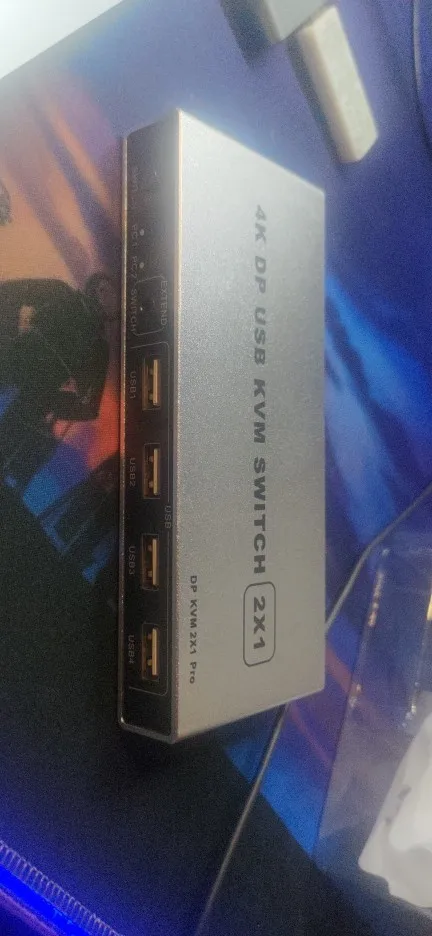 4K DP USB KVM SWITCH 2X1
DP KVM 2X1 Pro
PC1 PC2 SWITCH
EXTEND
USB
USB1 USB2 USB3 USB4